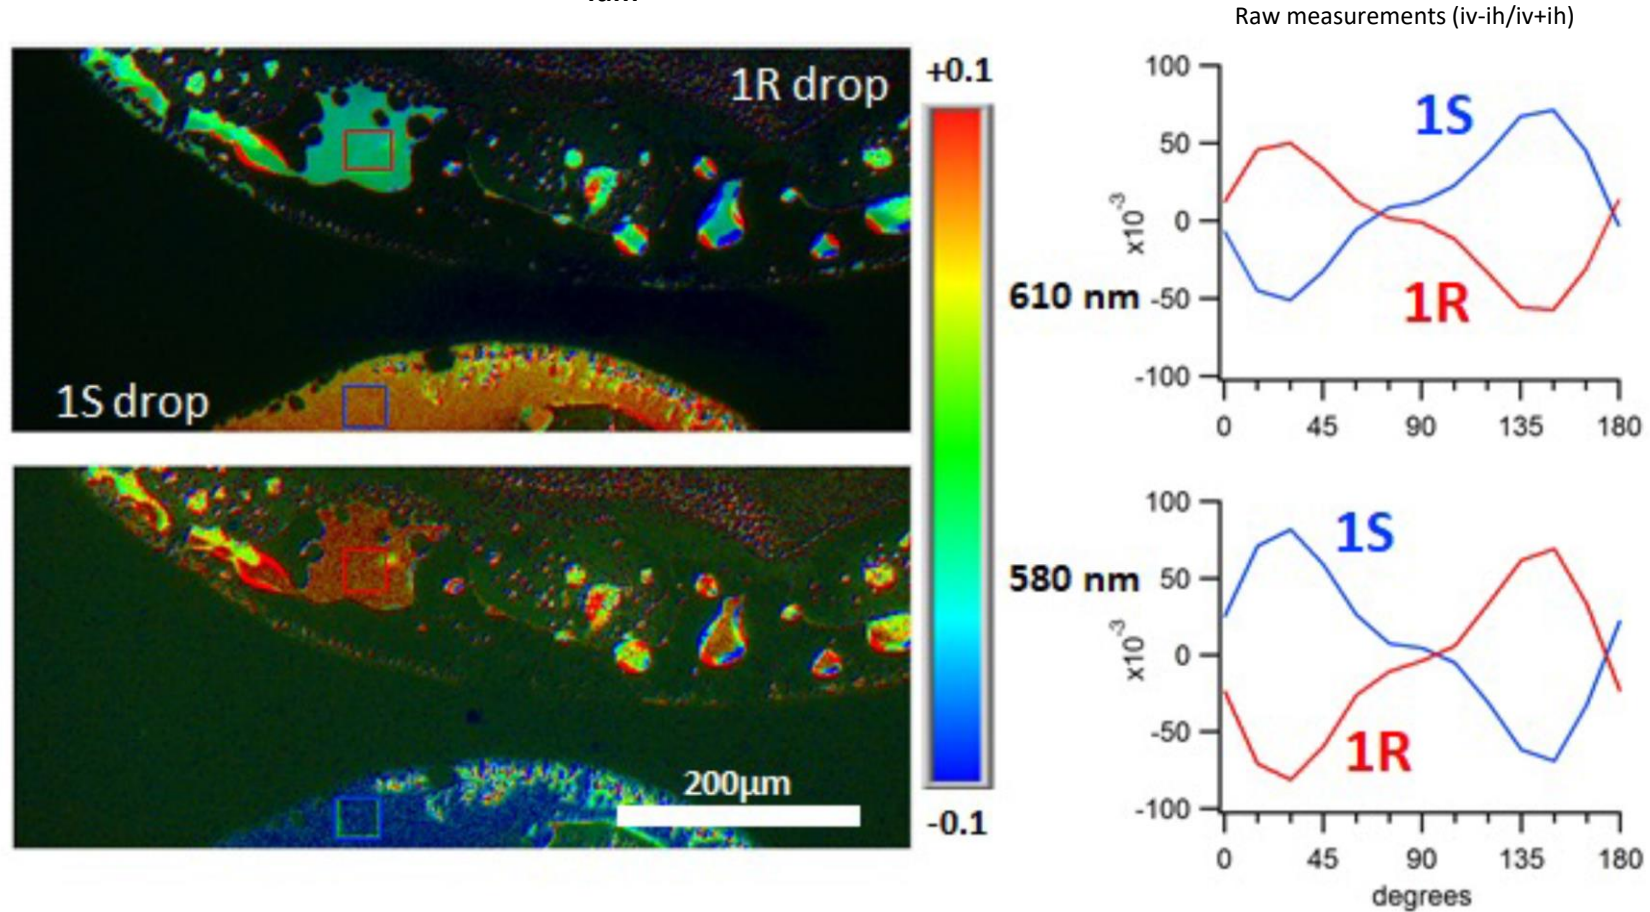 Raw measurements (iv-ih/iv+ih)
1R drop
1S drop
+0.1
-0.1
610 nm
580 nm
200µm
100
50
0
-50
-100
x10-3
1S
1R
0 45 90 135 180
100
50
0
-50
-100
x10-3
1S
1R
0 45 90 135 180
degrees